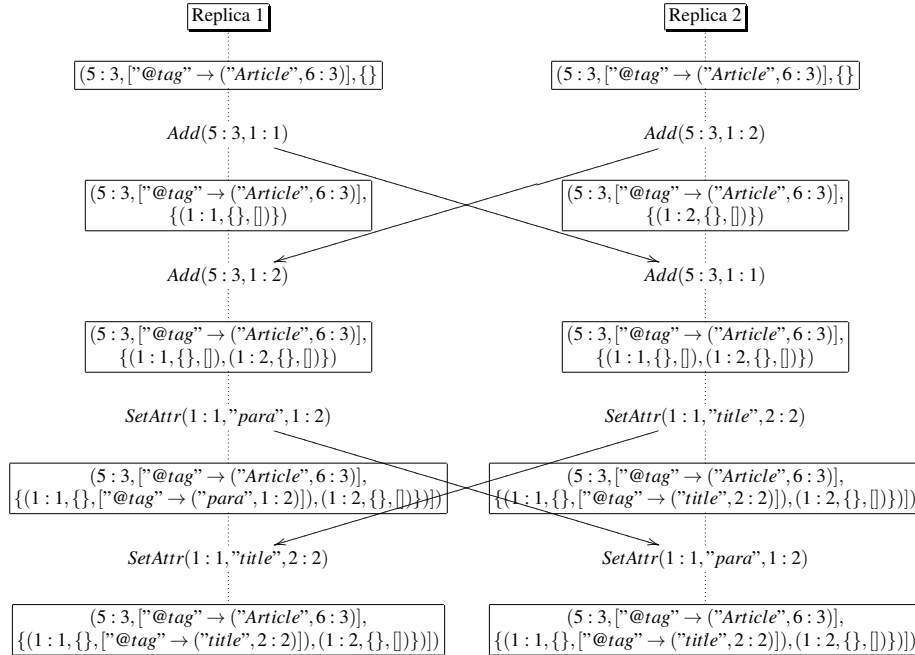 Replica 1
Replica 2
(5 : 3, ["@tag" → ("Article", 6 : 3)], {}
(5 : 3, ["@tag" → ("Article", 6 : 3)], {}
Add(5 : 3, 1 : 1)
Add(5 : 3, 1 : 2)
(5 : 3, ["@tag" → ("Article", 6 : 3)],
{(1 : 1, {}, [])})
(5 : 3, ["@tag" → ("Article", 6 : 3)],
{(1 : 2, {}, [])})
Add(5 : 3, 1 : 2)
Add(5 : 3, 1 : 1)
(5 : 3, ["@tag" → ("Article", 6 : 3)],
{(1 : 1, {}, []), (1 : 2, {}, [])})
(5 : 3, ["@tag" → ("Article", 6 : 3)],
{(1 : 1, {}, []), (1 : 2, {}, [])})
SetAttr(1 : 1, "para", 1 : 2)
SetAttr(1 : 1, "title", 2 : 2)
(5 : 3, ["@tag" → ("Article", 6 : 3)],
{(1 : 1, {}, ["@tag" → ("para", 1 : 2)]), (1 : 2, {}, [])})])
(5 : 3, ["@tag" → ("Article", 6 : 3)],
{(1 : 1, {}, ["@tag" → ("title", 2 : 2)]), (1 : 2, {}, [])})])
SetAttr(1 : 1, "title", 2 : 2)
SetAttr(1 : 1, "para", 1 : 2)
(5 : 3, ["@tag" → ("Article", 6 : 3)],
{(1 : 1, {}, ["@tag" → ("title", 2 : 2)]), (1 : 2, {}, [])})])
(5 : 3, ["@tag" → ("Article", 6 : 3)],
{(1 : 1, {}, ["@tag" → ("title", 2 : 2)]), (1 : 2, {}, [])})])